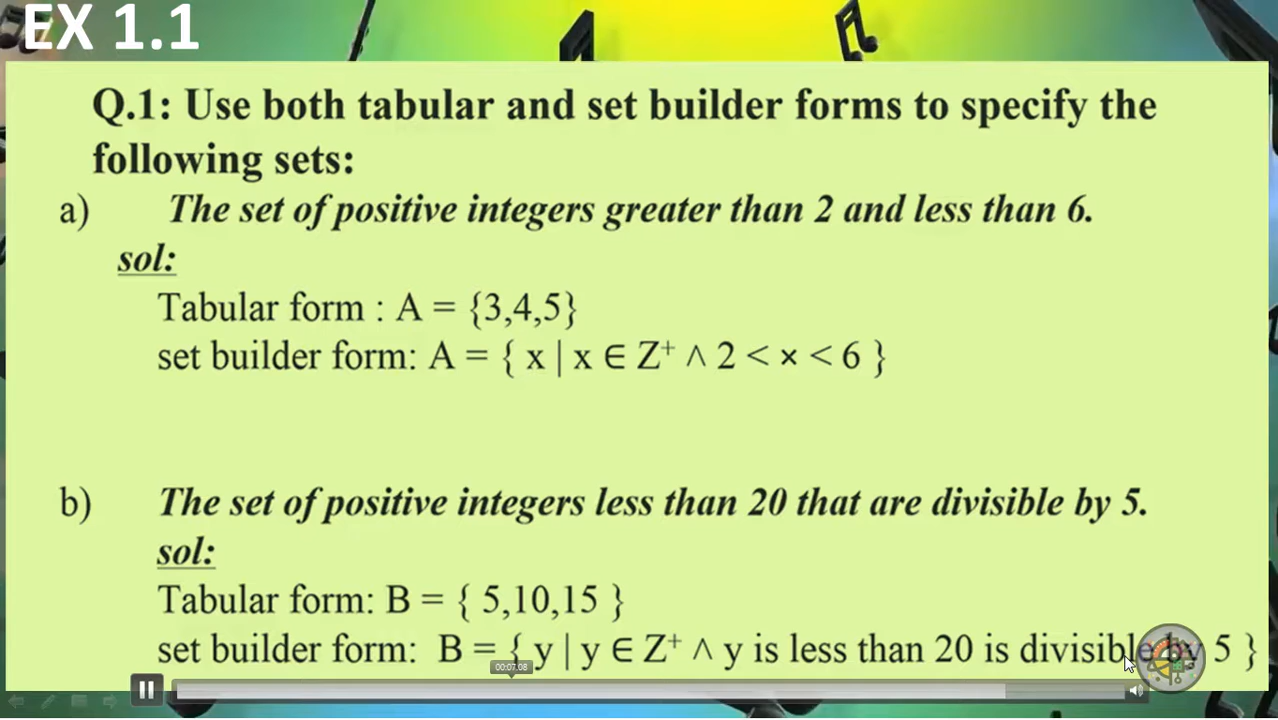 EX 1.1
Q.1: Use both tabular and set builder forms to specify the
following sets:
a) The set of positive integers greater than 2 and less than 6.
sol:
Tabular form : A = {3,4,5}
set builder form: A = { x | x ∈ Z⁺ ∧ 2 < × < 6 }
b) The set of positive integers less than 20 that are divisible by 5.
sol:
Tabular form: B = { 5,10,15 }
set builder form: B = { y | y ∈ Z⁺ ∧ y is less than 20 is divisible by 5 }
00:07:08